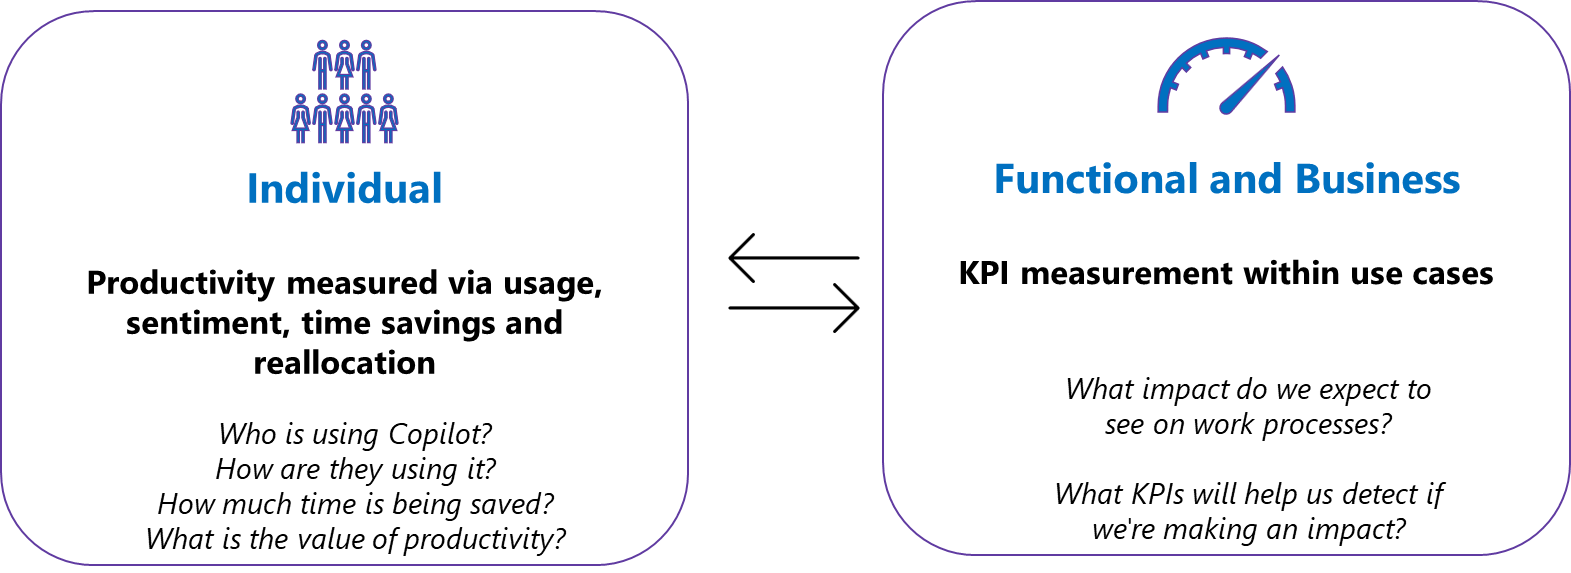 Individual
Productivity measured via usage,
sentiment, time savings and
reallocation
Who is using Copilot?
How are they using it?
How much time is being saved?
What is the value of productivity?
Functional and Business
KPI measurement within use cases
What impact do we expect to
see on work processes?
What KPIs will help us detect if
we're making an impact?